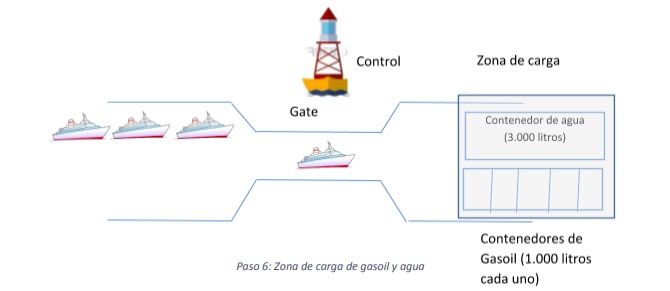 Control
Zona de carga
Gate
Contenedor de agua
(3.000 litros)
Contenedores de
Gasoil (1.000 litros
cada uno)
Paso 6: Zona de carga de gasoil y agua